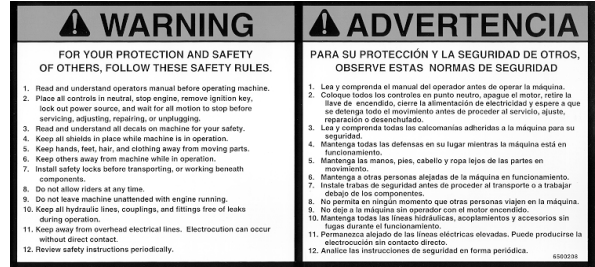 WARNING
FOR YOUR PROTECTION AND SAFETY
OF OTHERS, FOLLOW THESE SAFETY RULES.
1. Read and understand operators manual before operating machine.
2. Place all controls in neutral, stop engine, remove ignition key,
lock out power source, and wait for all motion to stop before
servicing, adjusting, repairing, or unplugging.
3. Read and understand all decals on machine for your safety.
4. Keep all shields in place while machine is in operation.
5. Keep hands, feet, hair, and clothing away from moving parts.
6. Keep others away from machine while in operation.
7. Install safety locks before transporting, or working beneath
components.
8. Do not allow riders at any time.
9. Do not leave machine unattended with engine running.
10. Keep all hydraulic lines, couplings, and fittings free of leaks
during operation.
11. Keep away from overhead electrical lines. Electrocution can occur
without direct contact.
12. Review safety instructions periodically.
ADVERTENCIA
PARA SU PROTECCIÓN Y LA SEGURIDAD DE OTROS,
OBSERVE ESTAS NORMAS DE SEGURIDAD
1. Lea y comprenda el manual del operador antes de operar la máquina.
2. Coloque todos los controles en punto neutro, apague el motor, retire la
llave de encendido, cierre la alimentación de electricidad y espere a que
se detenga todo el movimiento antes de proceder al servicio, ajuste,
reparación o desenchufado.
3. Lea y comprenda todas las calcomanías adheridas a la máquina para su
seguridad.
4. Mantenga todas las defensas en su lugar mientras la máquina está en
funcionamiento.
5. Mantenga las manos, pies, cabello y ropa lejos de las partes en
movimiento.
6. Mantenga a otras personas alejadas de la máquina en funcionamiento.
7. Instale trabas de seguridad antes de proceder al transporte o a trabajar
debajo de los componentes.
8. No permita en ningún momento que otras personas viajen en la máquina.
9. No deje a la máquina sin operador con el motor encendido.
10. Mantenga todas las líneas hidráulicas, acoplamientos y accesorios sin
fugas durante el funcionamiento.
11. Permanezca alejado de las líneas eléctricas elevadas. Puede producirse la
electrocución sin contacto directo.
12. Analice las instrucciones de seguridad en forma periódica.
6500208